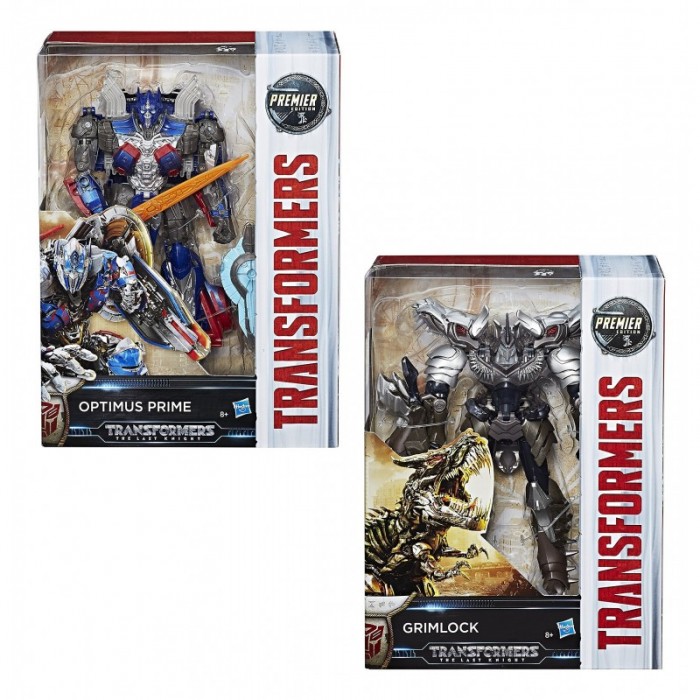 PREMIER
EDITION
TRANSFORMERS
OPTIMUS PRIME
8+
Hasbro
TRANSFORMERS
THE LAST KNIGHT
PREMIER
EDITION
TRANSFORMERS
GRIMLOCK
8+
Hasbro
TRANSFORMERS
THE LAST KNIGHT